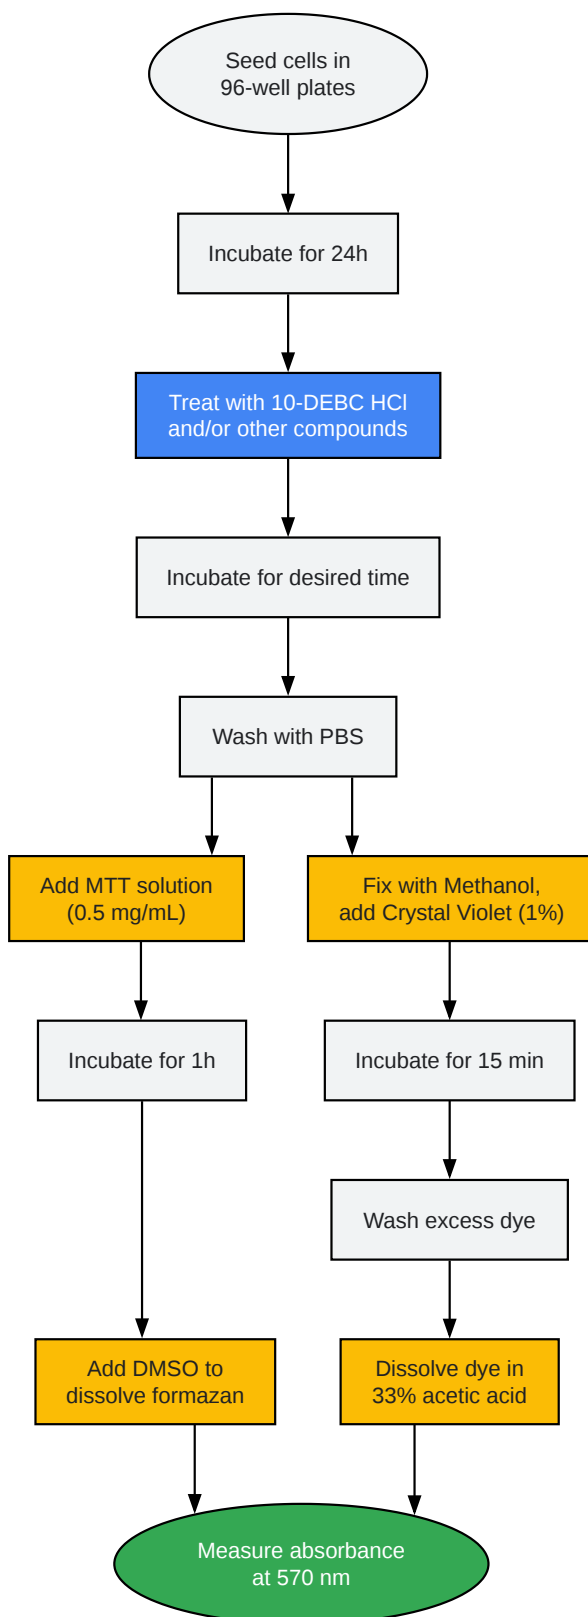 Seed cells in
96-well plates
Incubate for 24h
Treat with 10-DEBC HCl
and/or other compounds
Incubate for desired time
Wash with PBS
Add MTT solution
(0.5 mg/mL)
Fix with Methanol,
add Crystal Violet (1%)
Incubate for 1h
Incubate for 15 min
Wash excess dye
Add DMSO to
dissolve formazan
Dissolve dye in
33% acetic acid
Measure absorbance
at 570 nm